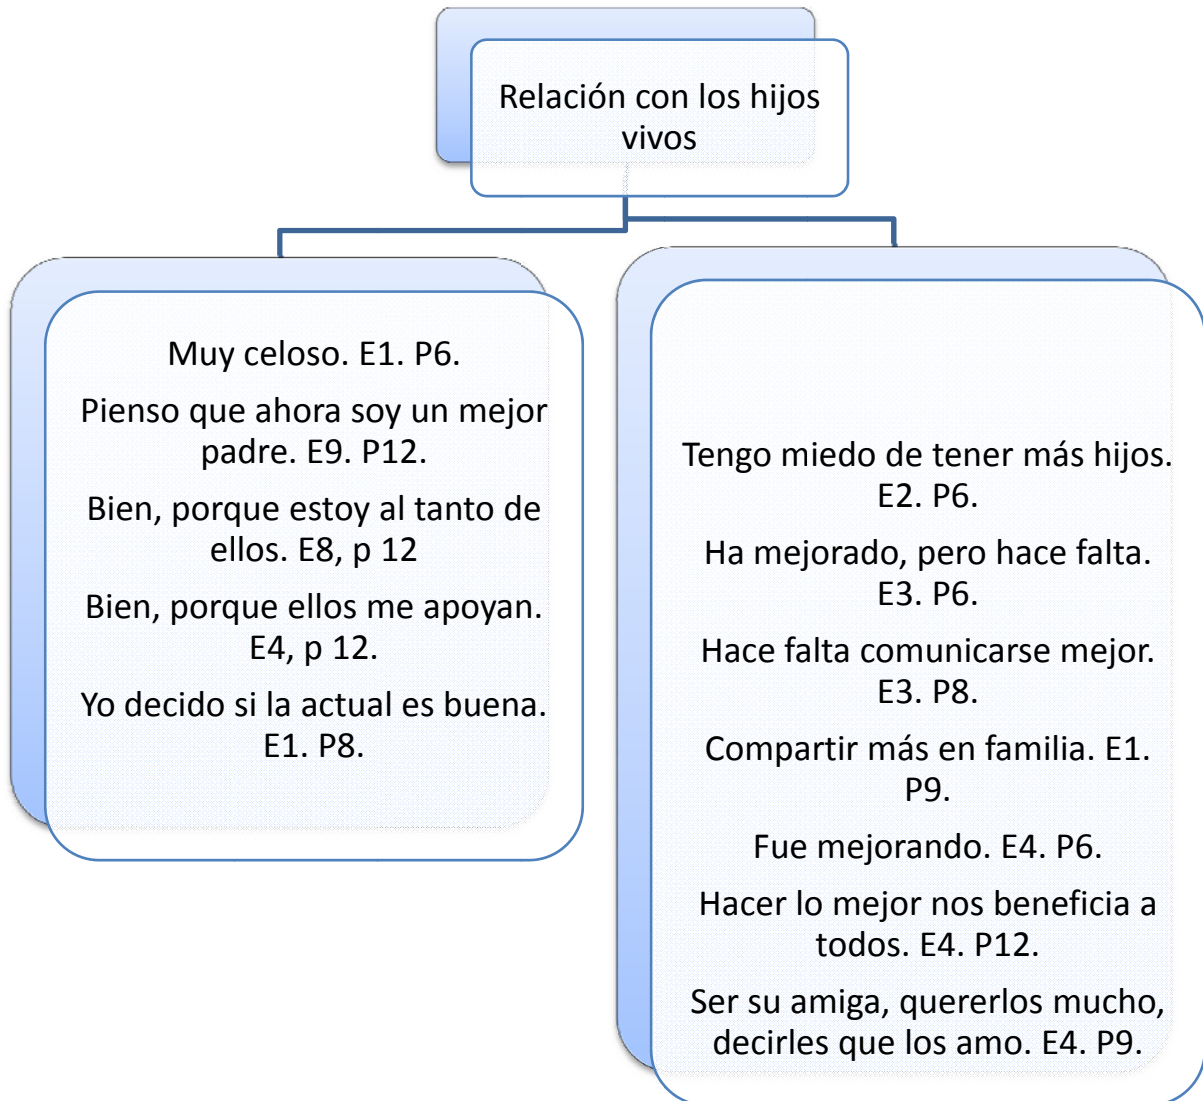 Relación con los hijos
vivos
Muy celoso. E1. P6.
Pienso que ahora soy un mejor
padre. E9. P12.
Bien, porque estoy al tanto de
ellos. E8, p 12
Bien, porque ellos me apoyan.
E4, p 12.
Yo decido si la actual es buena.
E1. P8.
Tengo miedo de tener más hijos.
E2. P6.
Ha mejorado, pero hace falta.
E3. P6.
Hace falta comunicarse mejor.
E3. P8.
Compartir más en familia. E1.
P9.
Fue mejorando. E4. P6.
Hacer lo mejor nos beneficia a
todos. E4. P12.
Ser su amiga, quererlos mucho,
decirles que los amo. E4. P9.